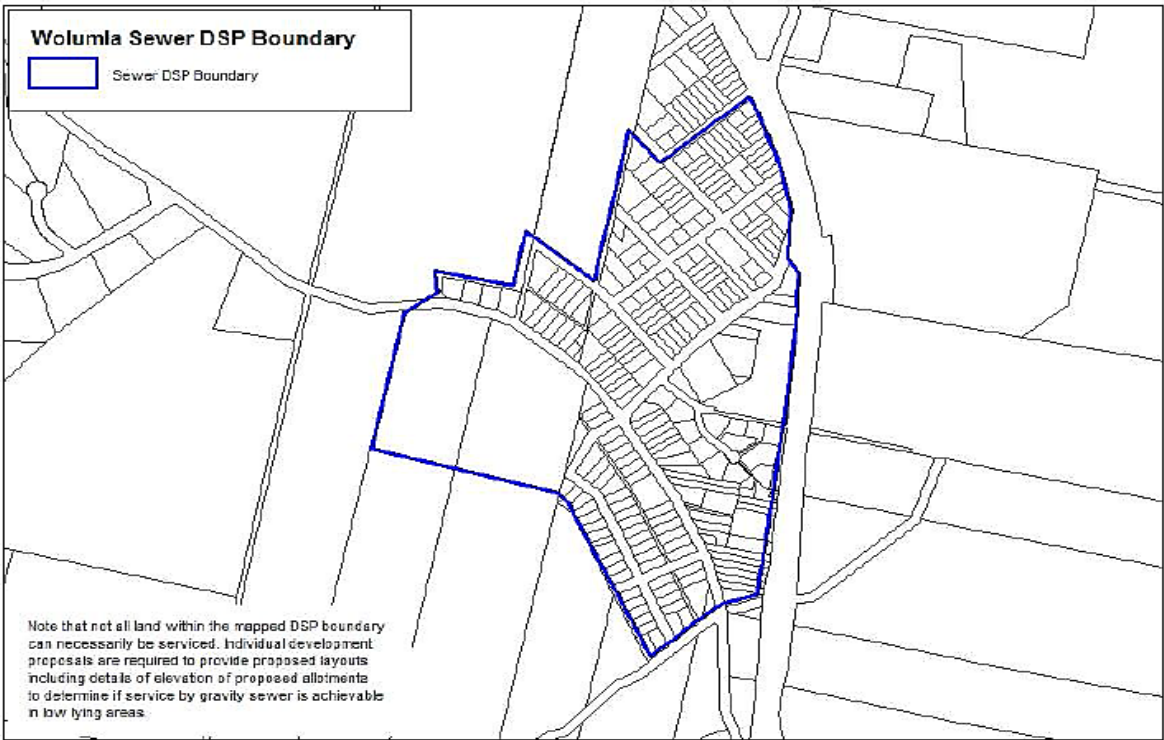 Wolumla Sewer DSP Boundary
Sewer DSP Boundary
Note that not all land within the mapped DSP boundary
can necessarily be serviced. Individual development
proposals are required to provide proposed layouts
including details of elevation of proposed allotments
to determine if service by gravity sewer is achievable
in low lying areas.